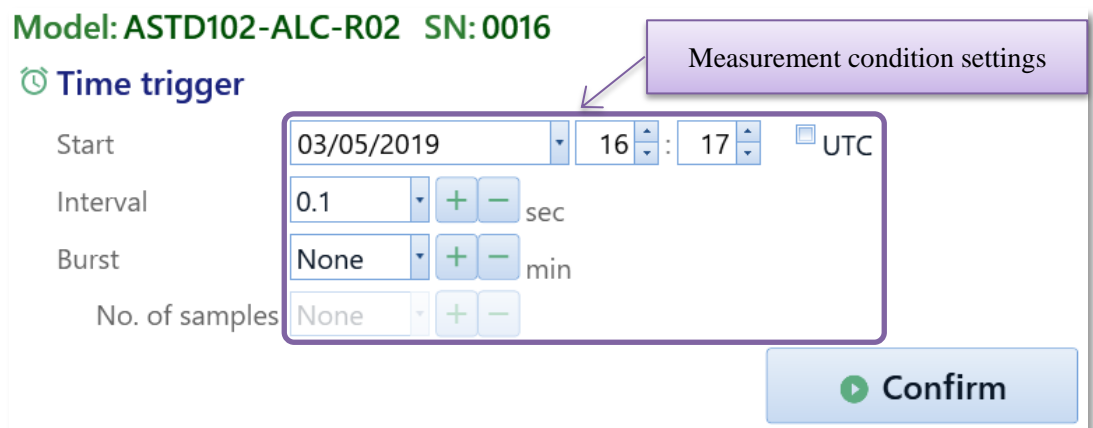 Model: ASTD102-ALC-R02 SN: 0016
Measurement condition settings
Time trigger
Start 03/05/2019 16 : 17 UTC
Interval 0.1 + − sec
Burst None + − min
No. of samples None + −
Confirm